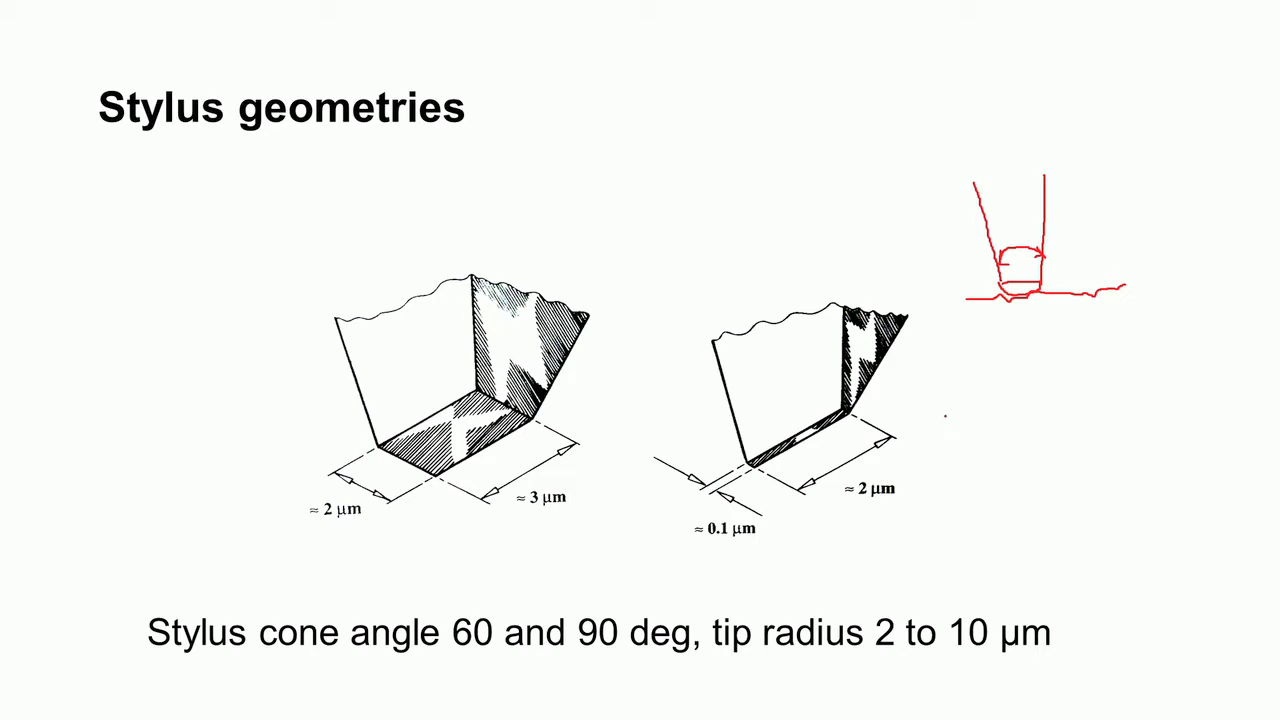 Stylus geometries
≈ 2 μm
≈ 3 μm
≈ 0.1 μm
≈ 2 μm
Stylus cone angle 60 and 90 deg, tip radius 2 to 10 μm